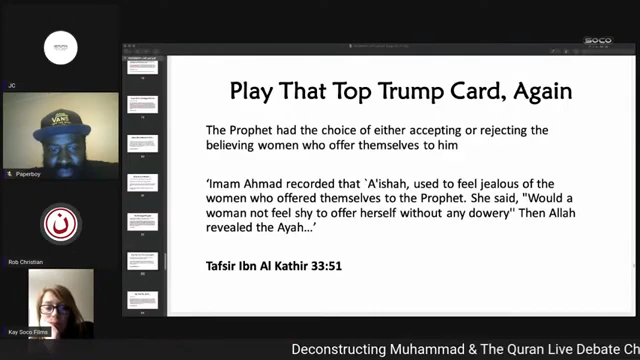 SOCO
JC
VANS
Paperboy
Rob Christian
Kay Soco Films
Play That Top Trump Card, Again
The Prophet had the choice of either accepting or rejecting the
believing women who offer themselves to him
‘Imam Ahmad recorded that `A'ishah, used to feel jealous of the
women who offered themselves to the Prophet. She said, "Would a
woman not feel shy to offer herself without any dowery'' Then Allah
revealed the Ayah...’
Tafsir Ibn Al Kathir 33:51
Deconstructing Muhammad & The Quran Live Debate Ch